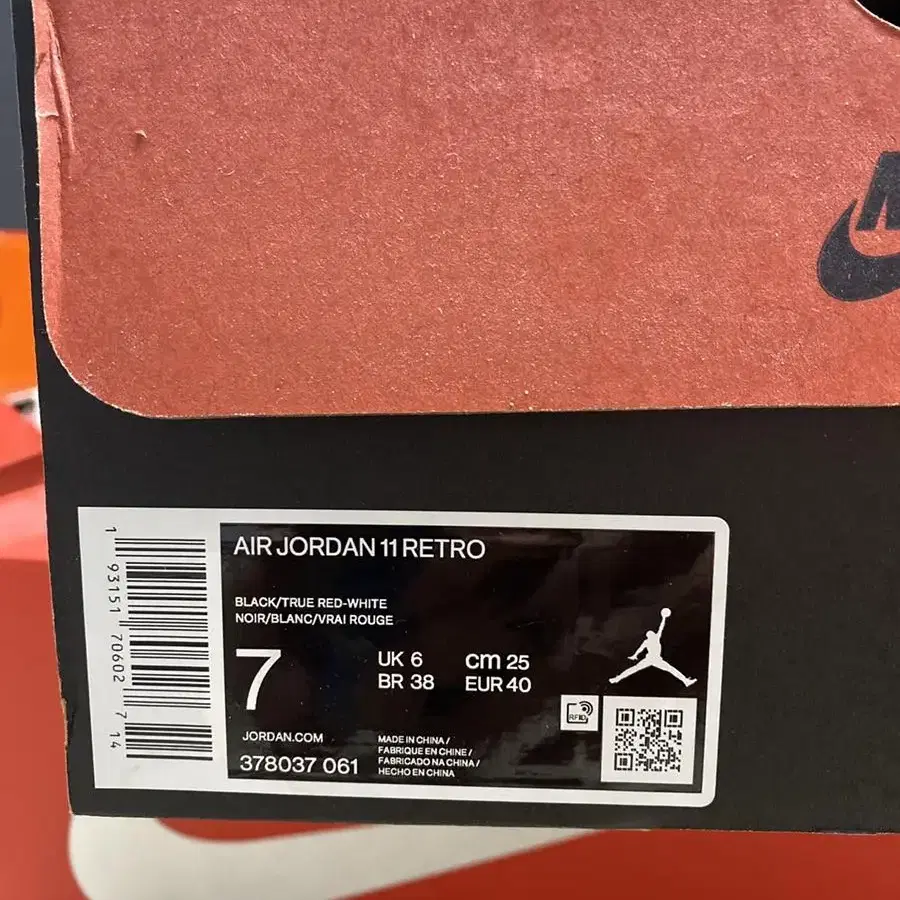 1 93151 70602 7 14
AIR JORDAN 11 RETRO
BLACK/TRUE RED-WHITE
NOIR/BLANC/VRAI ROUGE
7
UK 6
cm 25
BR 38
EUR 40
JORDAN.COM
378037 061
MADE IN CHINA /
FABRIQUE EN CHINE /
FABRICADO NA CHINA /
HECHO EN CHINA
RFID